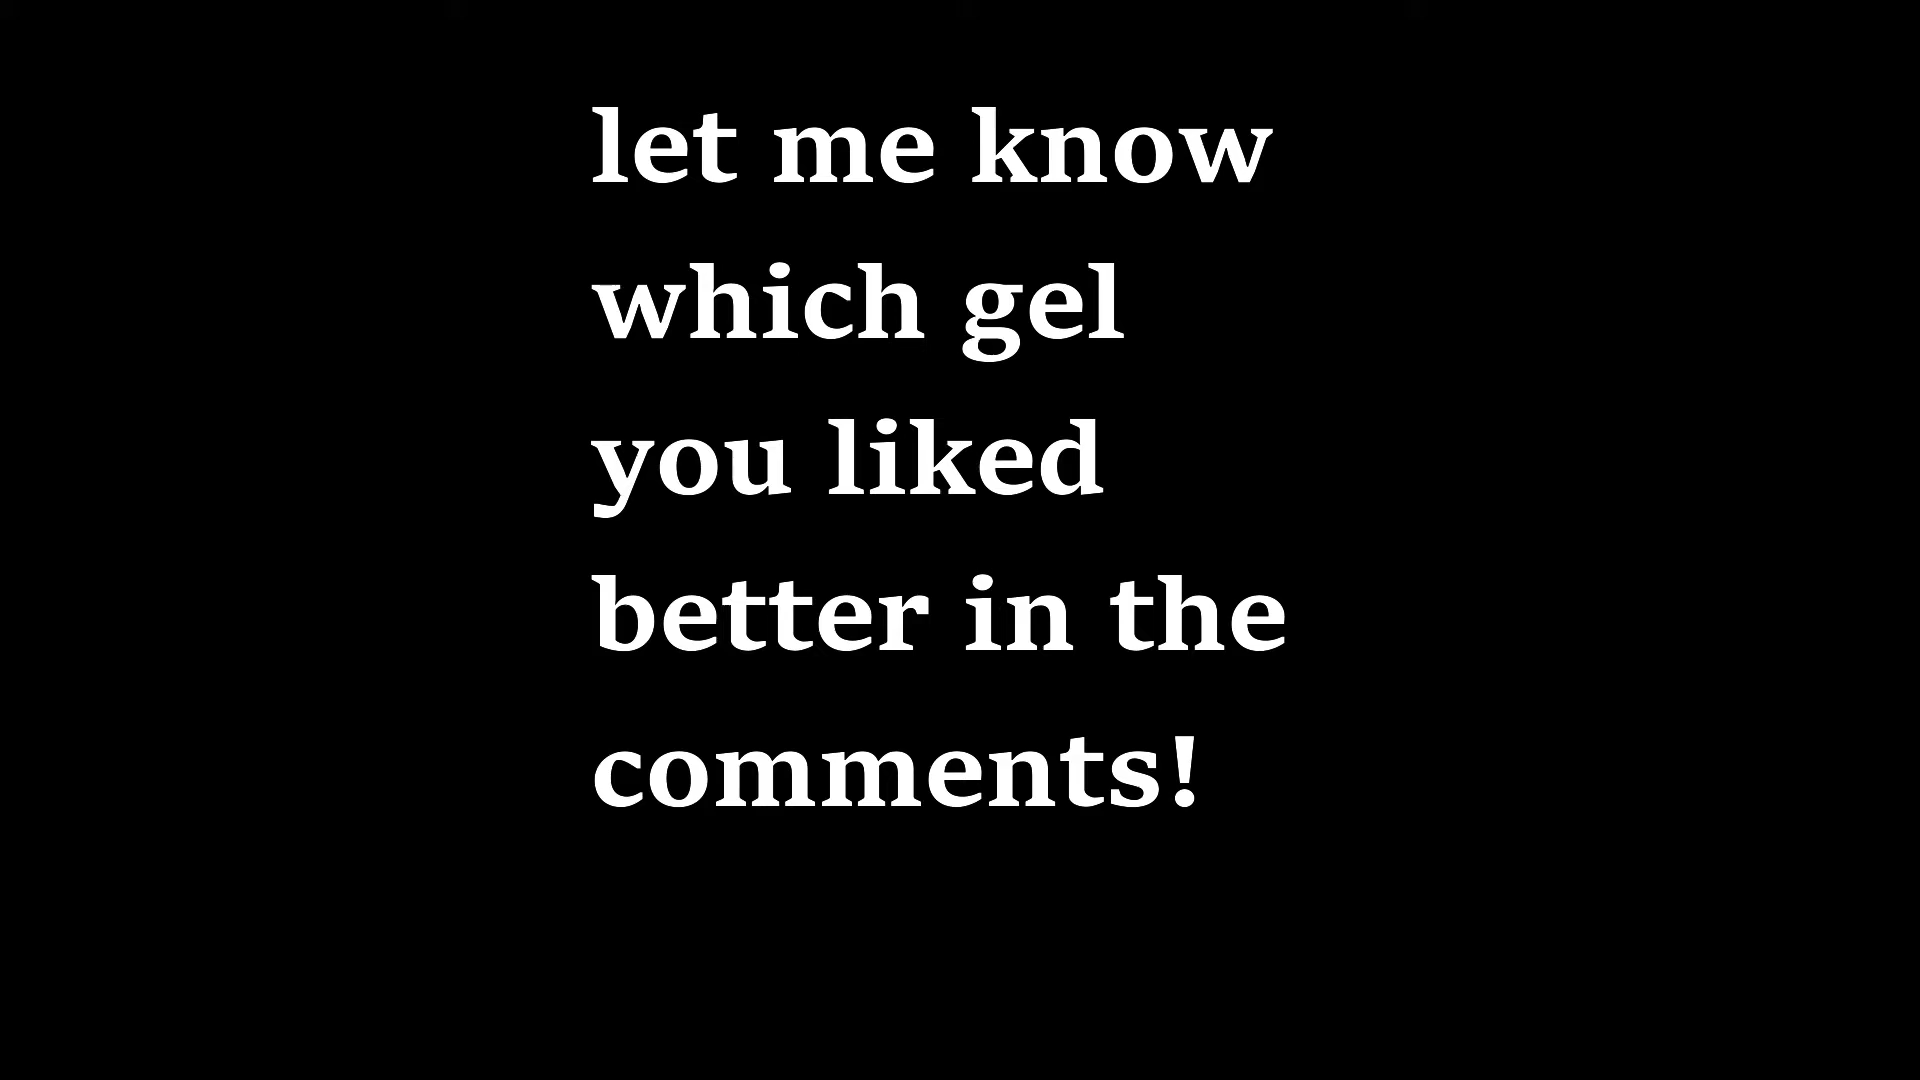 let me know
which gel
you liked
better in the
comments!